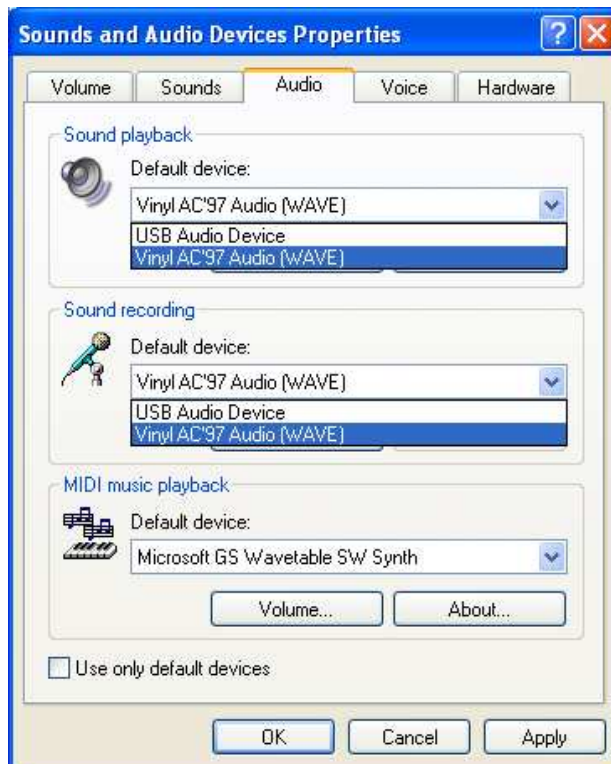 Sounds and Audio Devices Properties
Volume Sounds Audio Voice Hardware
Sound playback
Default device:
Vinyl AC'97 Audio (WAVE)
USB Audio Device
Vinyl AC'97 Audio (WAVE)
Sound recording
Default device:
Vinyl AC'97 Audio (WAVE)
USB Audio Device
Vinyl AC'97 Audio (WAVE)
MIDI music playback
Default device:
Microsoft GS Wavetable SW Synth
Volume... About...
Use only default devices
OK Cancel Apply